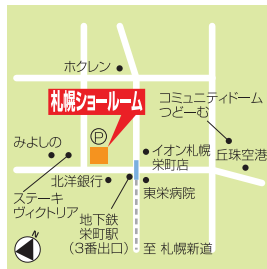 ホクレン
札幌ショールーム
コミュニティドーム
つどーむ
P
みよしの
イオン札幌
栄町店
丘珠空港
北洋銀行
東栄病院
ステーキ
ヴィクトリア
地下鉄
栄町駅
(3番出口)
至 札幌新道
N